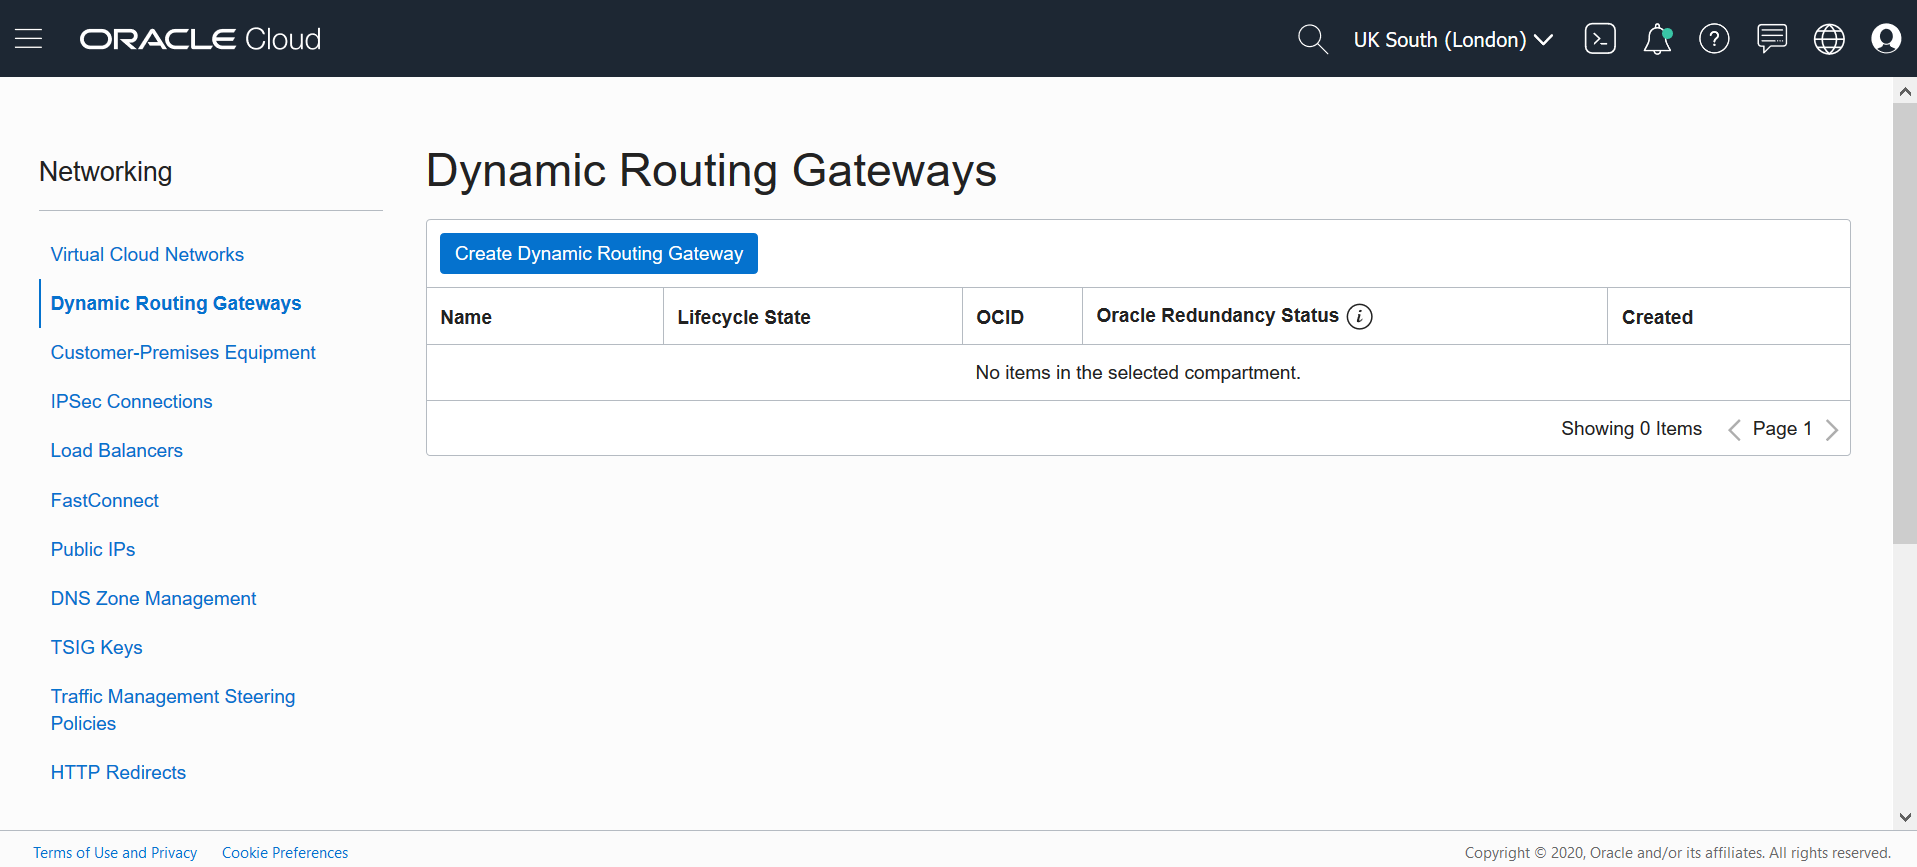 ORACLE Cloud
UK South (London)
Networking
Virtual Cloud Networks
Dynamic Routing Gateways
Customer-Premises Equipment
IPSec Connections
Load Balancers
FastConnect
Public IPs
DNS Zone Management
TSIG Keys
Traffic Management Steering
Policies
HTTP Redirects
Dynamic Routing Gateways
Create Dynamic Routing Gateway
Name Lifecycle State OCID Oracle Redundancy Status i Created
No items in the selected compartment.
Showing 0 Items < Page 1 >
Terms of Use and Privacy Cookie Preferences Copyright © 2020, Oracle and/or its affiliates. All rights reserved.